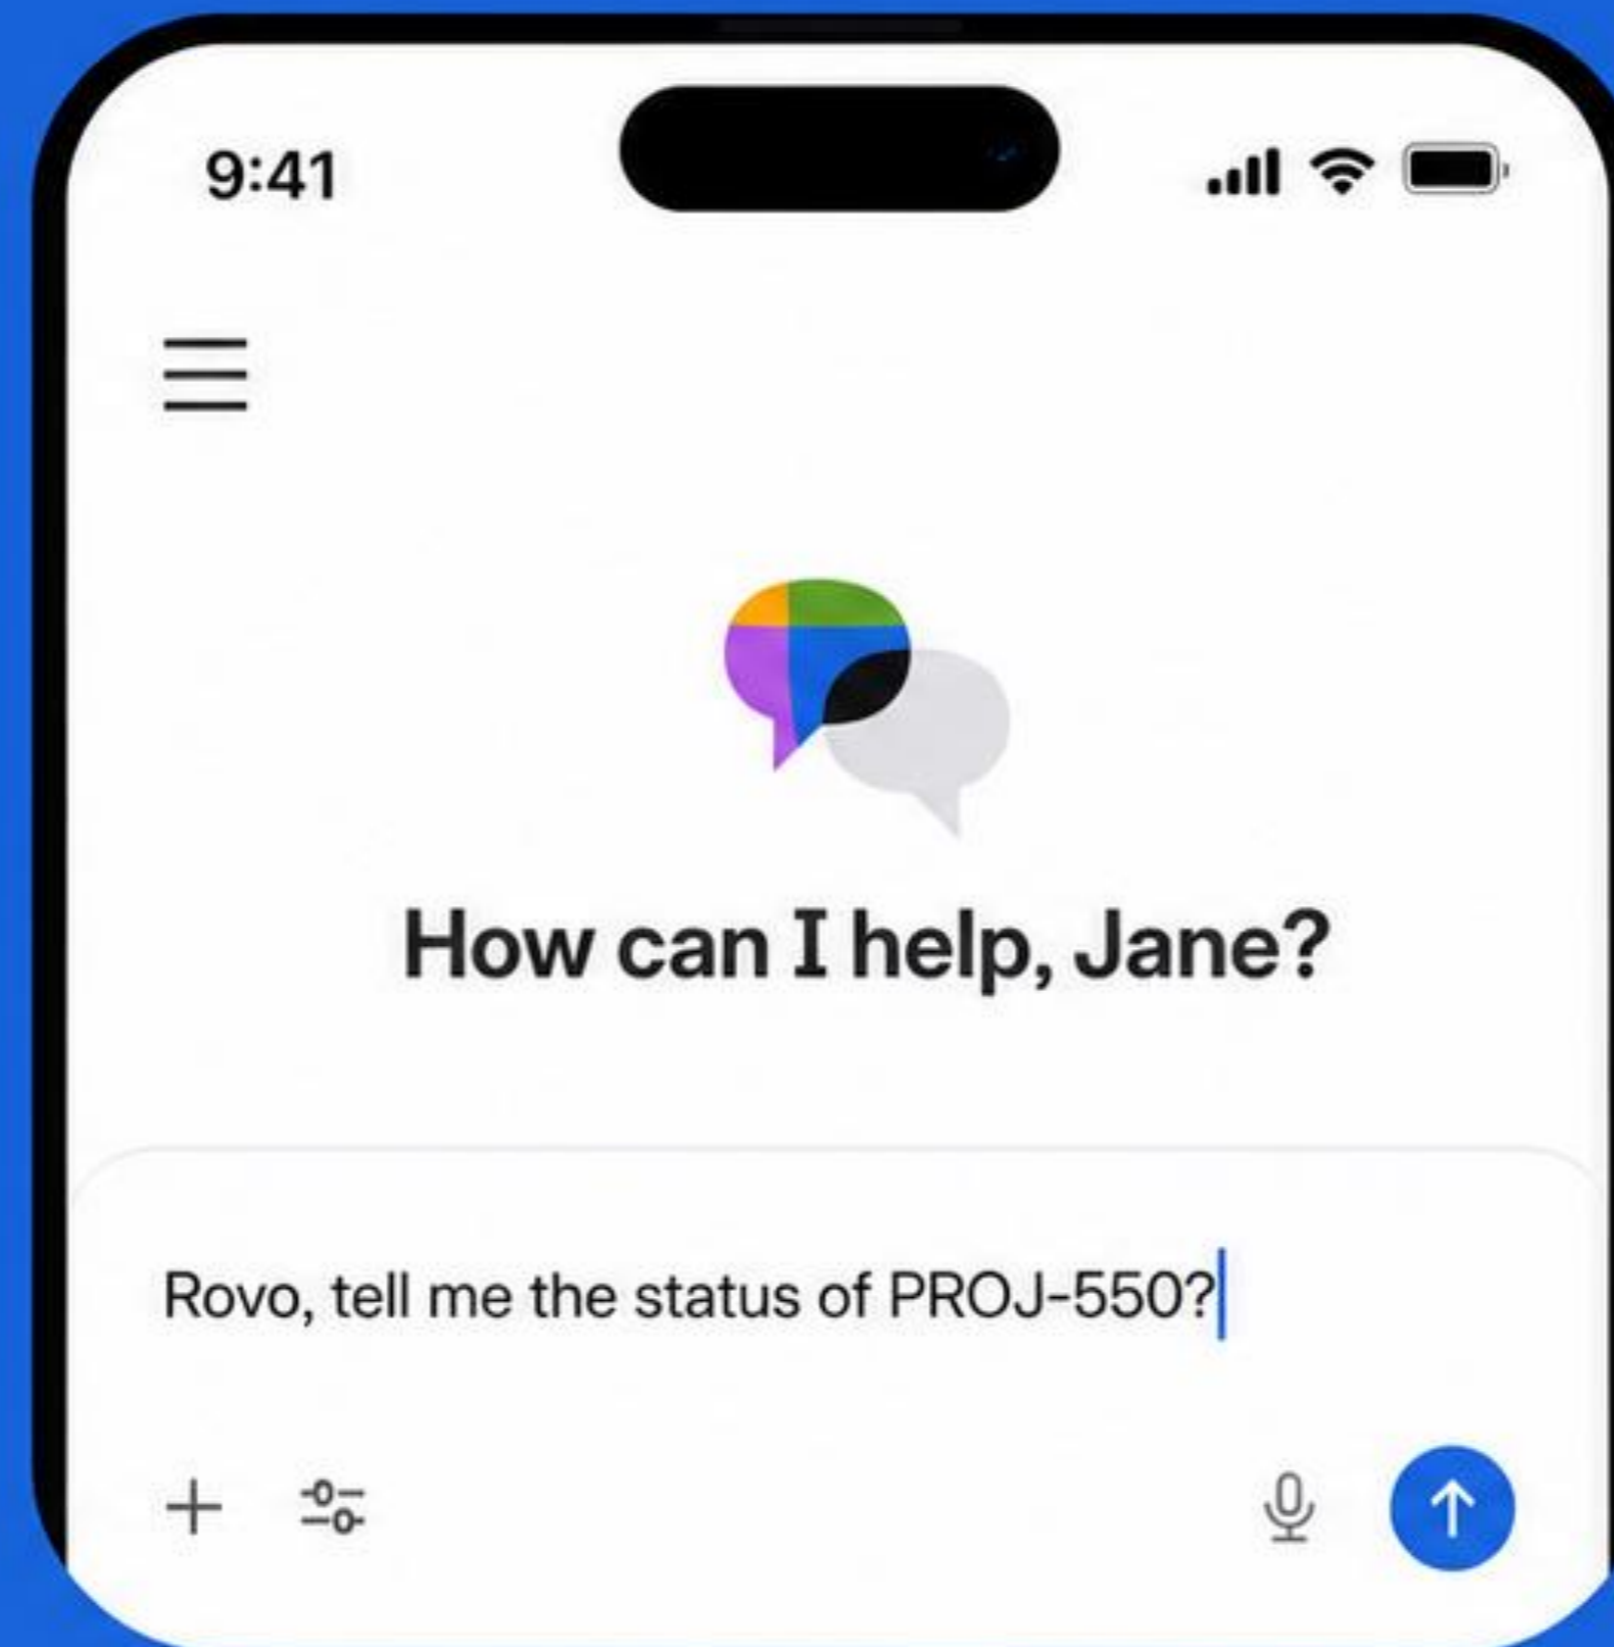 9:41
How can I help, Jane?
Rovo, tell me the status of PROJ-550?